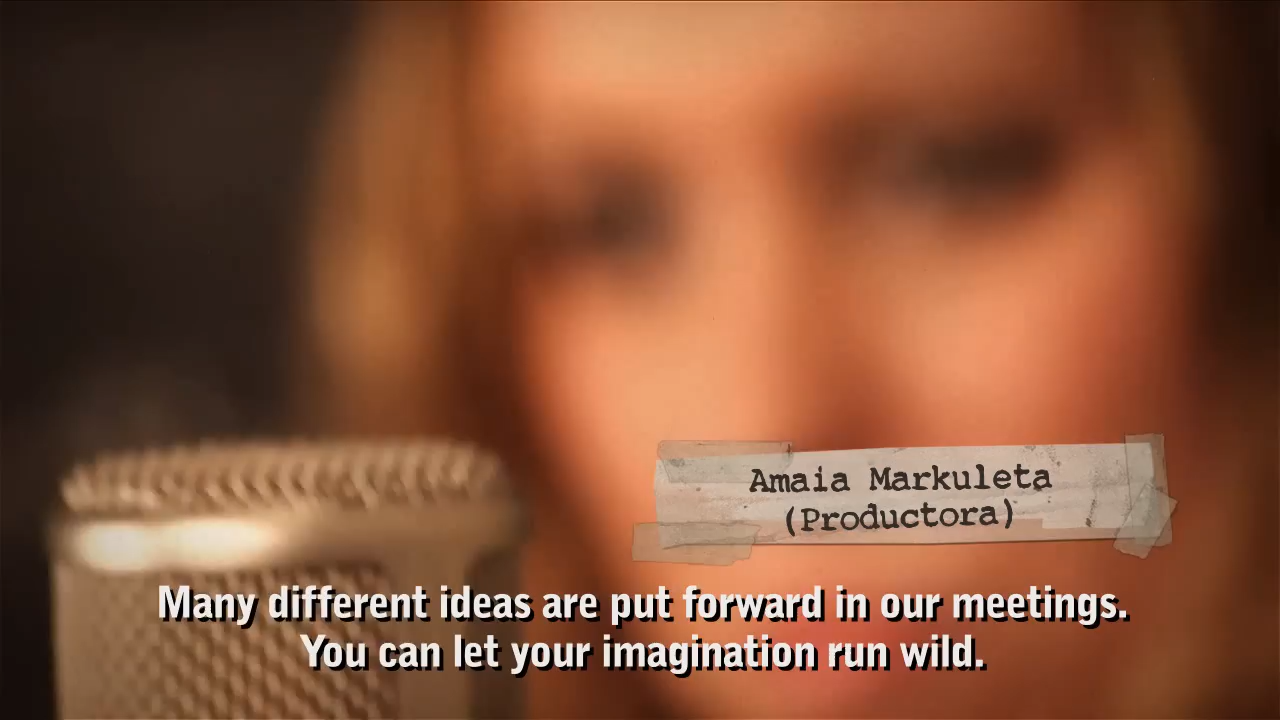 Amaia Markuleta
(Productora)
Many different ideas are put forward in our meetings.
You can let your imagination run wild.